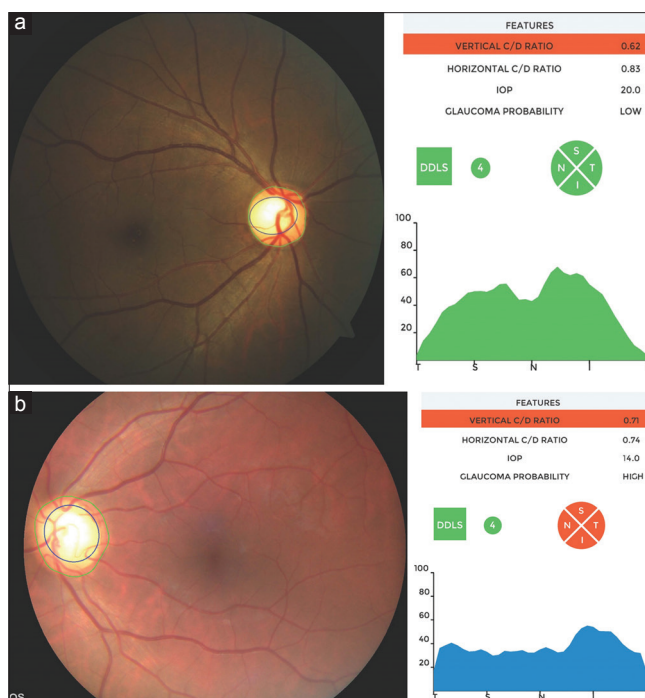 a
FEATURES
VERTICAL C/D RATIO 0.62
HORIZONTAL C/D RATIO 0.83
IOP 20.0
GLAUCOMA PROBABILITY LOW
DDLS 4
S
N T
I
100
80
60
40
20
T S N I
b
FEATURES
VERTICAL C/D RATIO 0.71
HORIZONTAL C/D RATIO 0.74
IOP 14.0
GLAUCOMA PROBABILITY HIGH
DDLS 4
S
N T
I
100
80
60
40
20
T S N I
OS